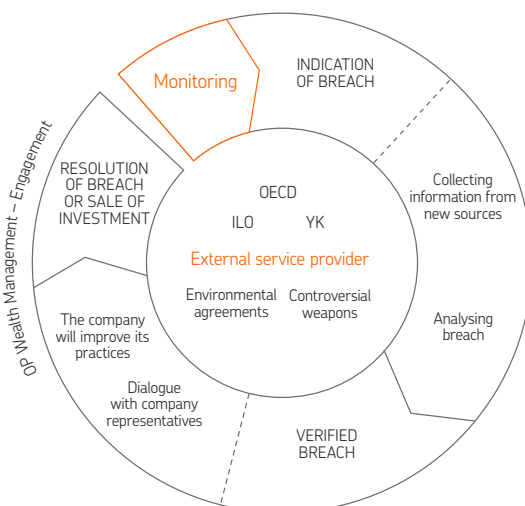 Monitoring
INDICATION
OF BREACH
Collecting
information from
new sources
Analysing
breach
VERIFIED
BREACH
Dialogue
with company
representatives
The company
will improve its
practices
RESOLUTION
OF BREACH
OR SALE OF
INVESTMENT
OP Wealth Management – Engagement
OECD
ILO YK
External service provider
Environmental
agreements
Controversial
weapons